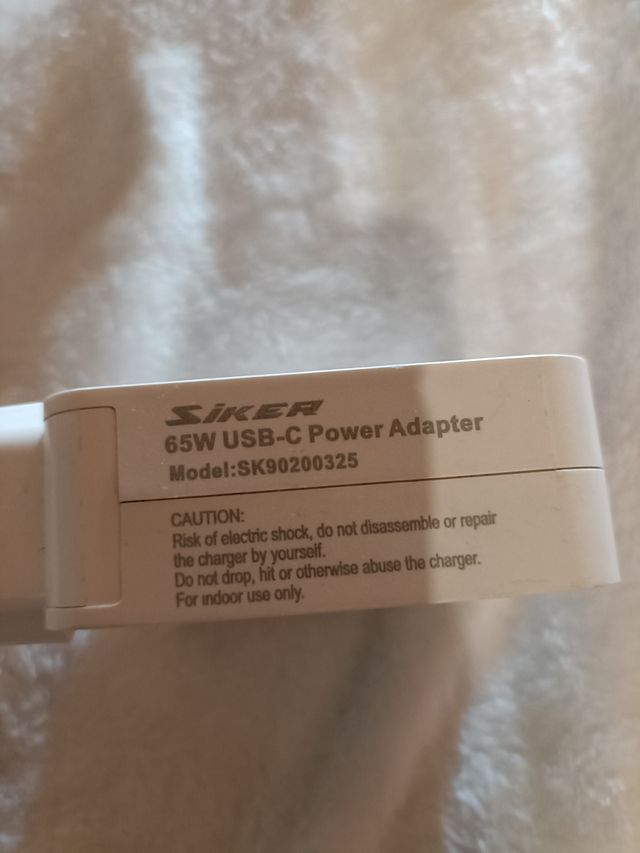 SiKER
65W USB-C Power Adapter
Model:SK90200325
CAUTION:
Risk of electric shock, do not disassemble or repair
the charger by yourself.
Do not drop, hit or otherwise abuse the charger.
For indoor use only.